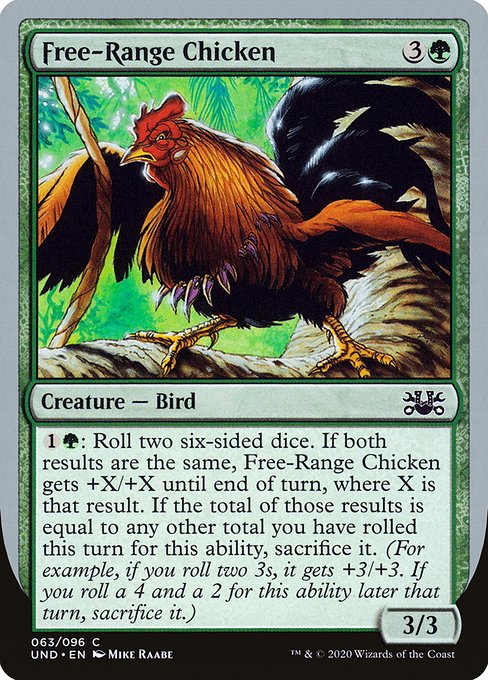 Free-Range Chicken 3
Creature — Bird
1: Roll two six-sided dice. If both
results are the same, Free-Range Chicken
gets +X/+X until end of turn, where X is
that result. If the total of those results is
equal to any other total you have rolled
this turn for this ability, sacrifice it. (For
example, if you roll two 3s, it gets +3/+3. If
you roll a 4 and a 2 for this ability later that
turn, sacrifice it.)
3/3
063/096 C
UND • EN Mike Raabe
™ & © 2020 Wizards of the Coast